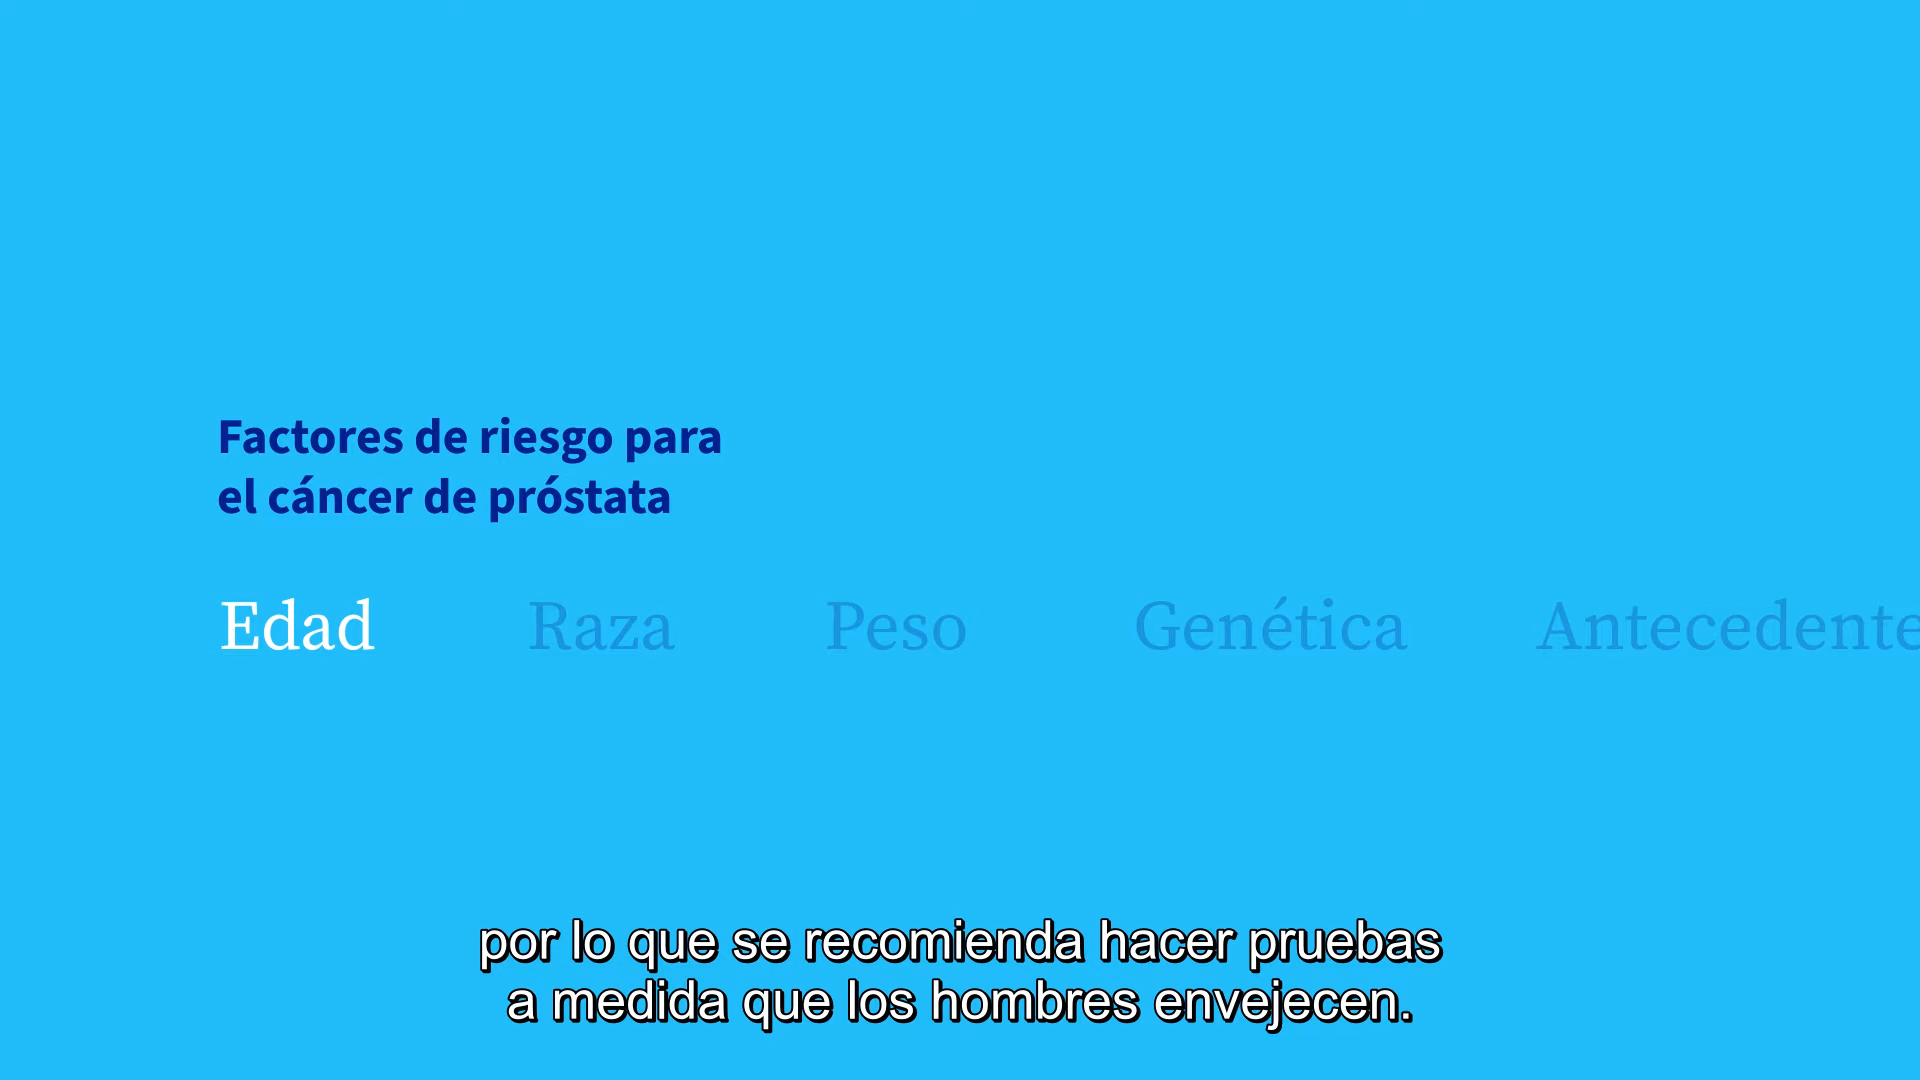 Factores de riesgo para
el cáncer de próstata
Edad Raza Peso Genética Antecedente
por lo que se recomienda hacer pruebas
a medida que los hombres envejecen.